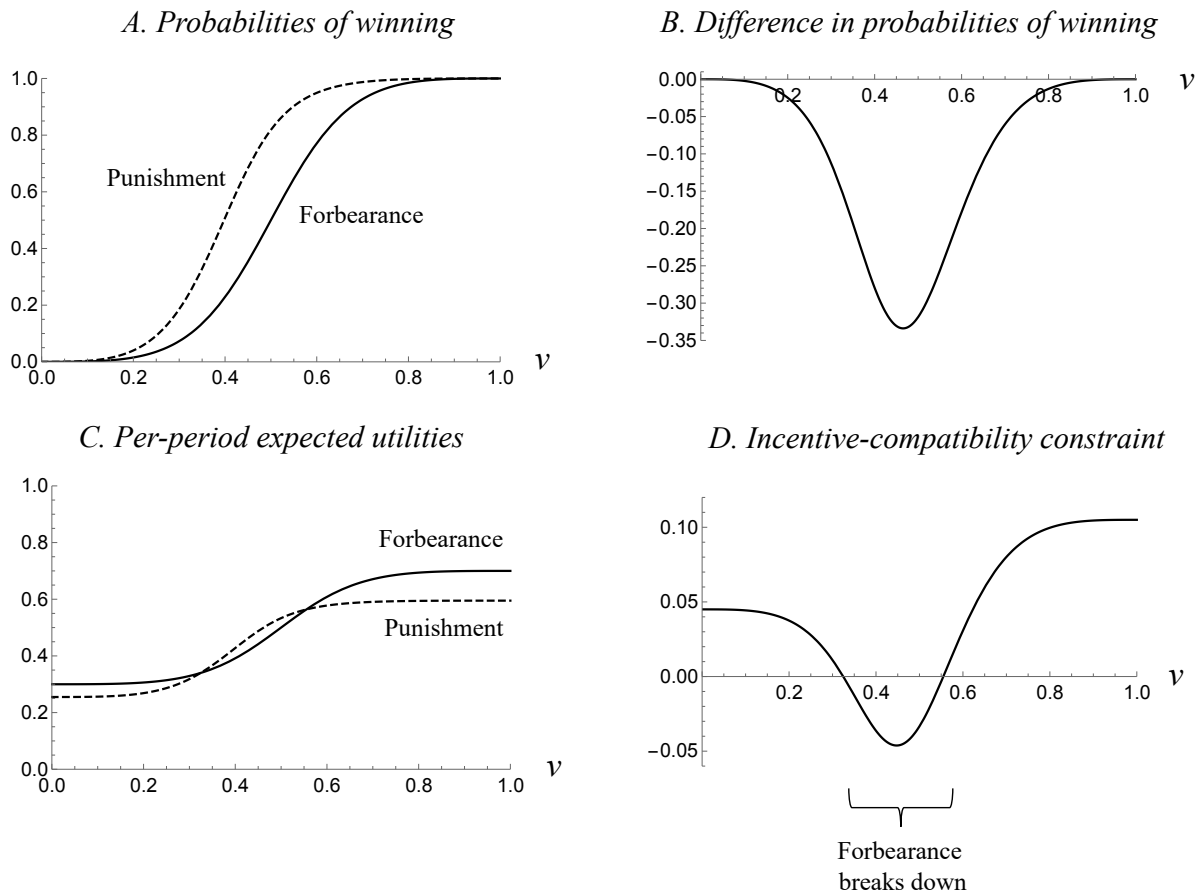 A. Probabilities of winning
1.0
0.8
0.6
0.4
0.2
0.0
Punishment
Forbearance
0.0 0.2 0.4 0.6 0.8 1.0
v
B. Difference in probabilities of winning
0.00
−0.05
−0.10
−0.15
−0.20
−0.25
−0.30
−0.35
0.2 0.4 0.6 0.8 1.0
v
C. Per-period expected utilities
1.0
0.8
0.6
0.4
0.2
0.0
Forbearance
Punishment
0.0 0.2 0.4 0.6 0.8 1.0
v
D. Incentive-compatibility constraint
0.10
0.05
0.00
−0.05
0.2 0.4 0.6 0.8 1.0
v
Forbearance
breaks down